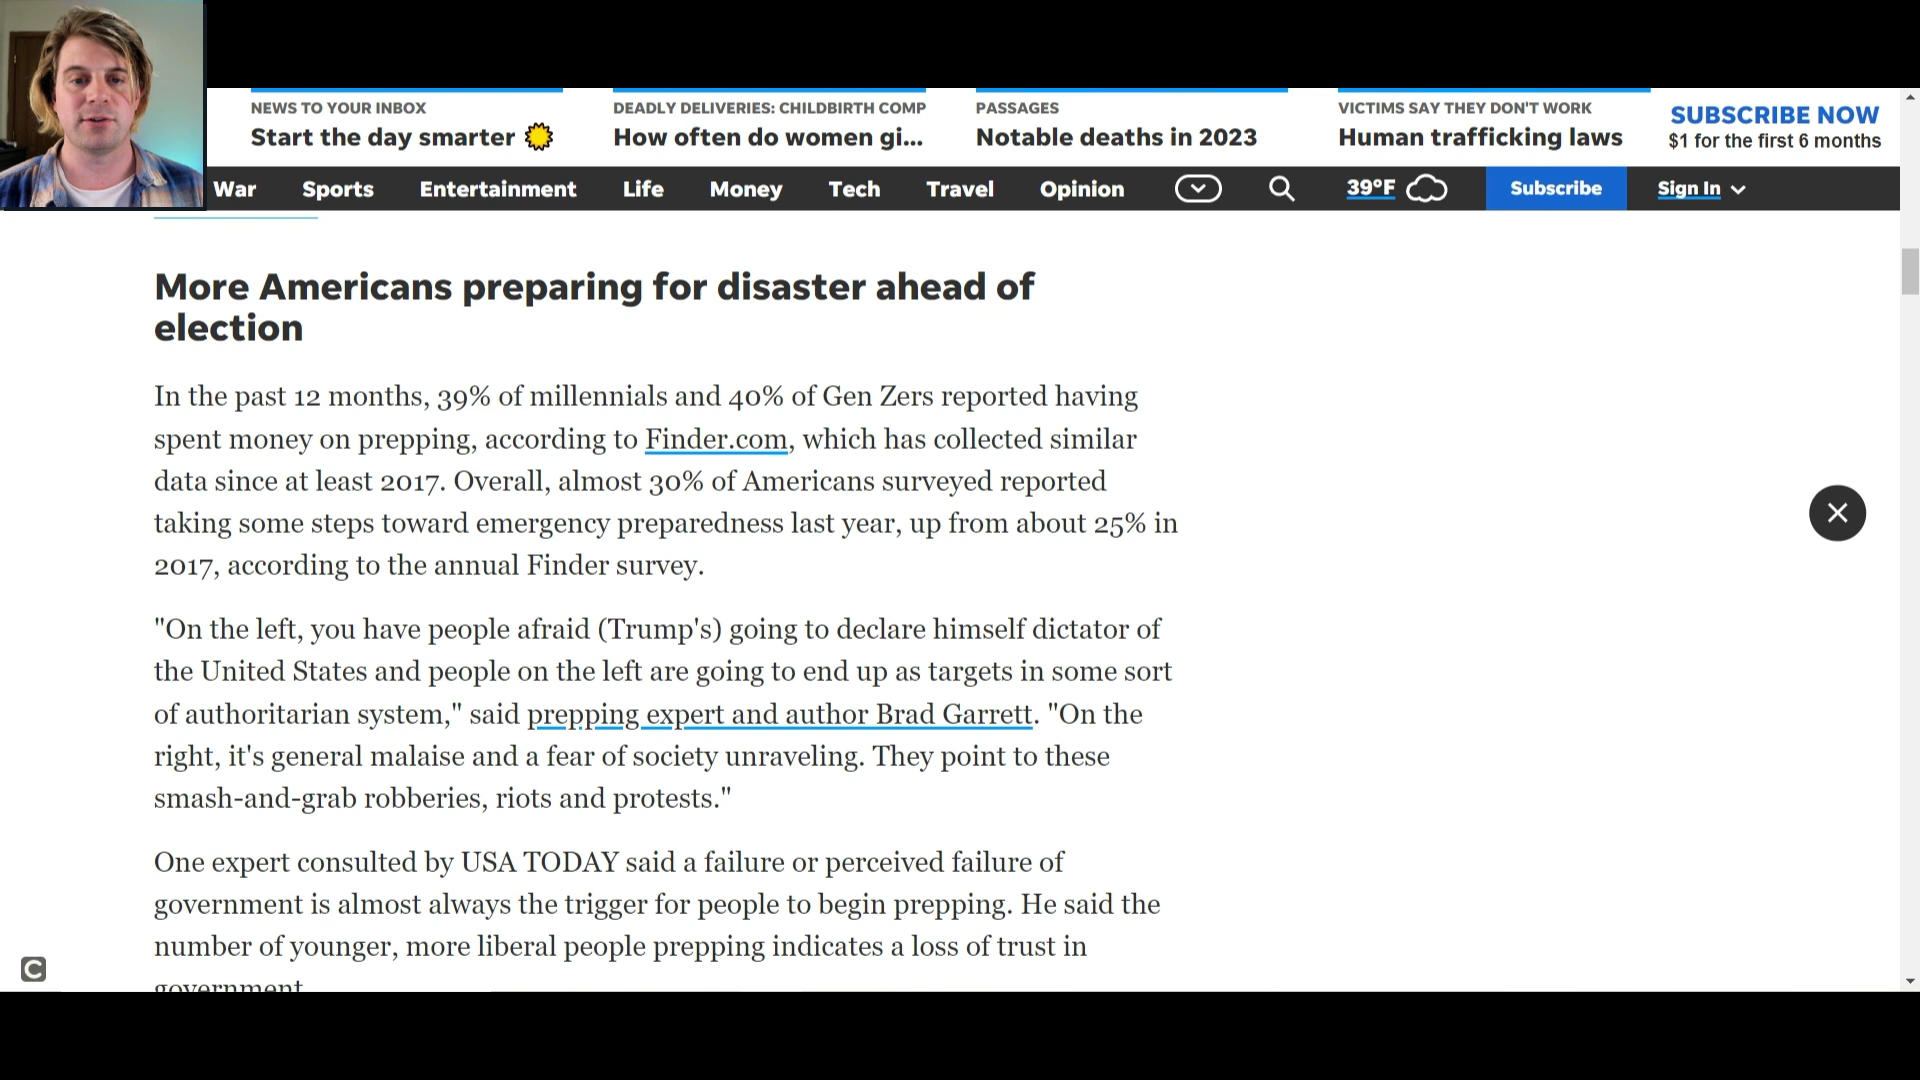 NEWS TO YOUR INBOX
Start the day smarter
DEADLY DELIVERIES: CHILDBIRTH COMP
How often do women gi...
PASSAGES
Notable deaths in 2023
VICTIMS SAY THEY DON'T WORK
Human trafficking laws
SUBSCRIBE NOW
$1 for the first 6 months
War Sports Entertainment Life Money Tech Travel Opinion 39°F Subscribe Sign In
More Americans preparing for disaster ahead of
election
In the past 12 months, 39% of millennials and 40% of Gen Zers reported having
spent money on prepping, according to Finder.com, which has collected similar
data since at least 2017. Overall, almost 30% of Americans surveyed reported
taking some steps toward emergency preparedness last year, up from about 25% in
2017, according to the annual Finder survey.
"On the left, you have people afraid (Trump's) going to declare himself dictator of
the United States and people on the left are going to end up as targets in some sort
of authoritarian system," said prepping expert and author Brad Garrett. "On the
right, it's general malaise and a fear of society unraveling. They point to these
smash-and-grab robberies, riots and protests."
One expert consulted by USA TODAY said a failure or perceived failure of
government is almost always the trigger for people to begin prepping. He said the
number of younger, more liberal people prepping indicates a loss of trust in
government
C